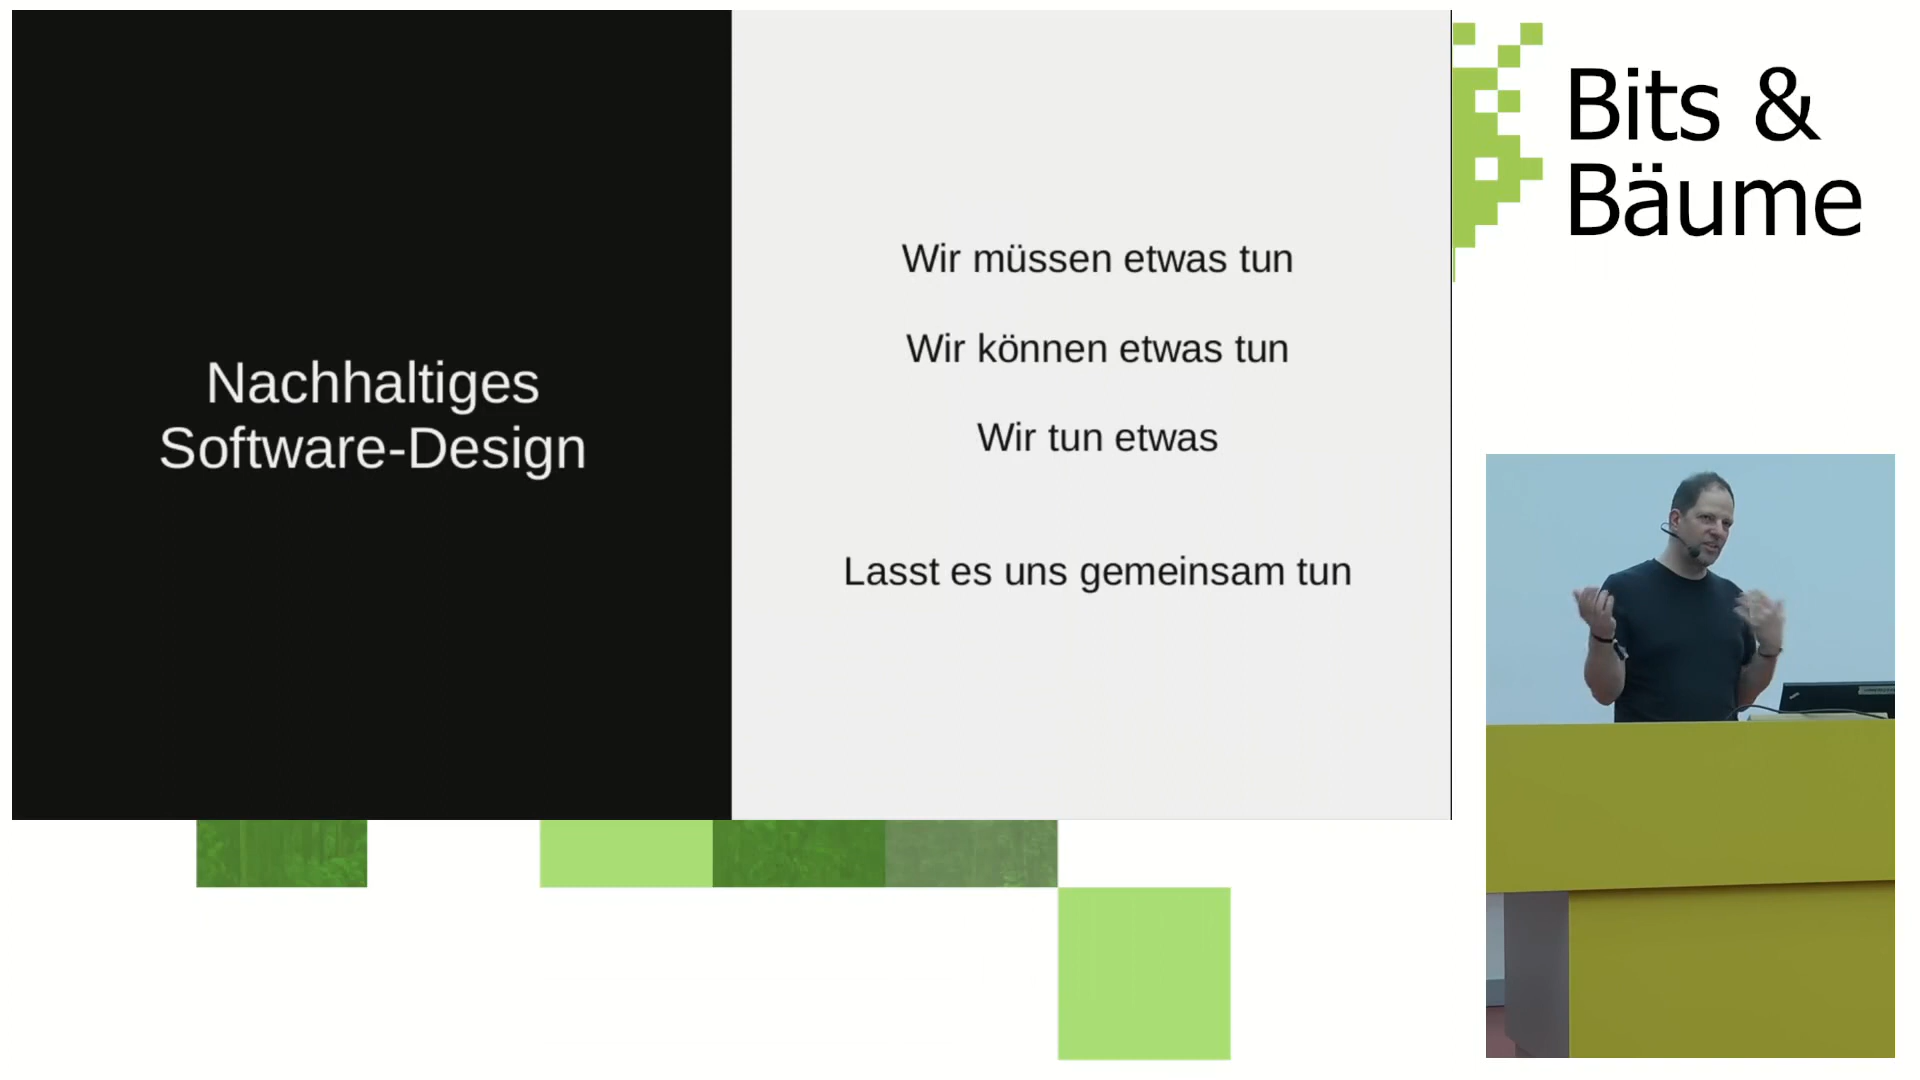 Nachhaltiges
Software-Design
Wir müssen etwas tun
Wir können etwas tun
Wir tun etwas
Lasst es uns gemeinsam tun
Bits &
Bäume